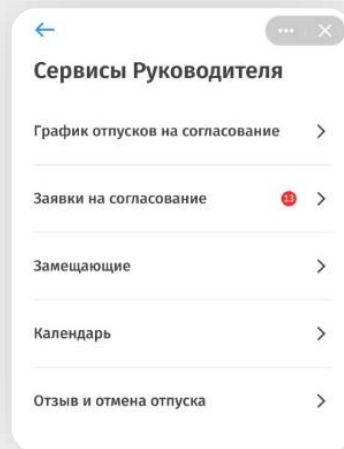 Сервисы Руководителя
График отпусков на согласование
Заявки на согласование 13
Замещающие
Календарь
Отзыв и отмена отпуска